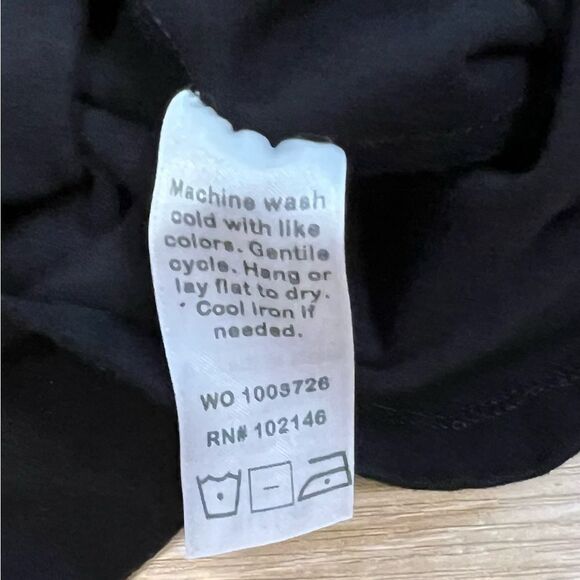 Machine wash
cold with like
colors. Gentile
cycle. Hang or
lay flat to dry.
Cool Iron if
needed.
WO 1009726
RN# 102146